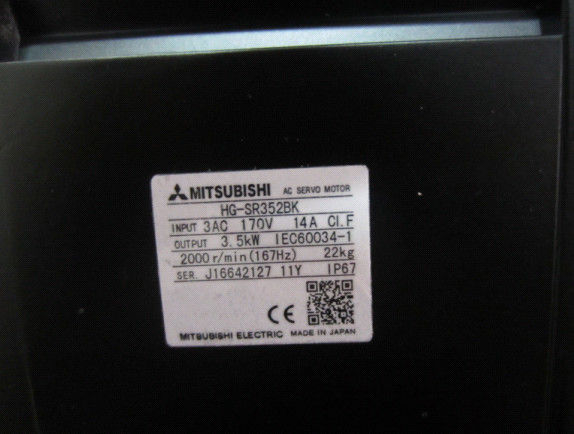 MITSUBISHI AC SERVO MOTOR
HG-SR352BK
INPUT 3AC 170V 14A CI.F
OUTPUT 3.5kW IEC60034-1
2000r/min(167Hz) 22kg
SER. J16642127 11Y IP67
CE
MITSUBISHI ELECTRIC MADE IN JAPAN